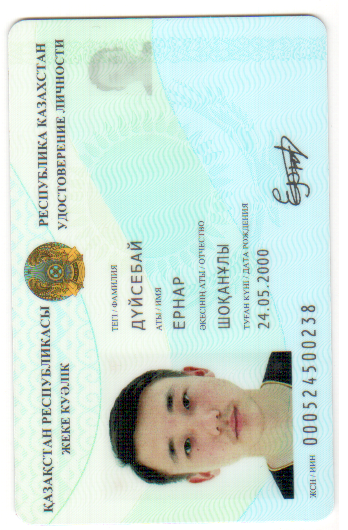 ҚАЗАҚСТАН РЕСПУБЛИКАСЫ
ЖЕКЕ КУӘЛІК
РЕСПУБЛИКА КАЗАХСТАН
УДОСТОВЕРЕНИЕ ЛИЧНОСТИ
ТЕГІ / ФАМИЛИЯ
ДҮЙСЕБАЙ
АТЫ / ИМЯ
ЕРНАР
ӘКЕСІНІҢ АТЫ / ОТЧЕСТВО
ШОҚАНҰЛЫ
ТУҒАН КҮНІ / ДАТА РОЖДЕНИЯ
24.05.2000
ЖСН / ИИН
000524500238